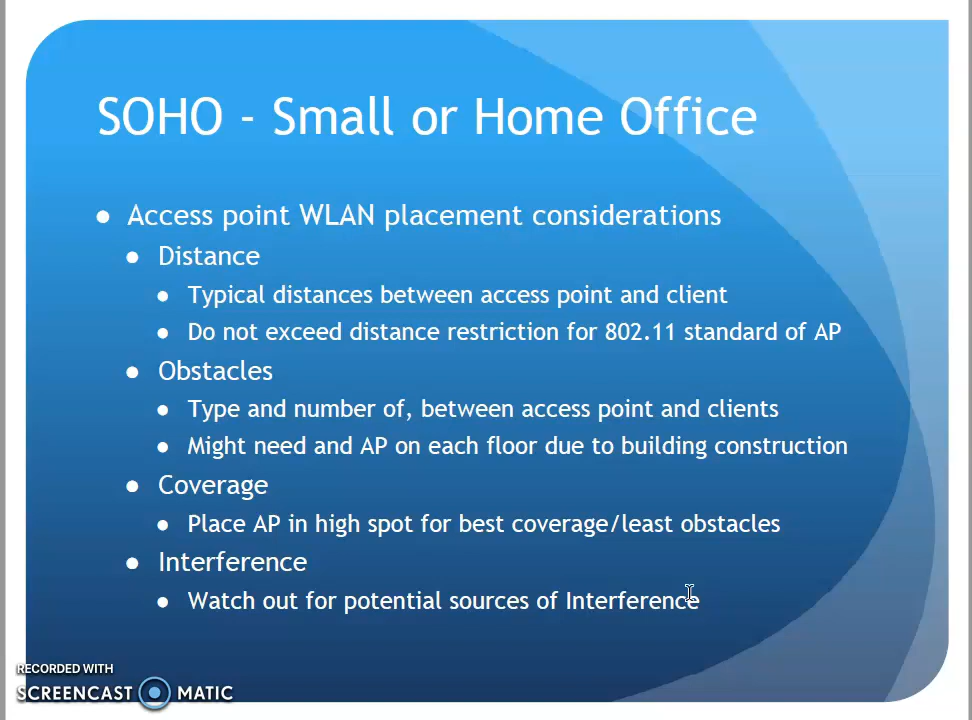 SOHO - Small or Home Office
Access point WLAN placement considerations
Distance
Typical distances between access point and client
Do not exceed distance restriction for 802.11 standard of AP
Obstacles
Type and number of, between access point and clients
Might need and AP on each floor due to building construction
Coverage
Place AP in high spot for best coverage/least obstacles
Interference
Watch out for potential sources of Interference
RECORDED WITH
SCREENCAST MATIC